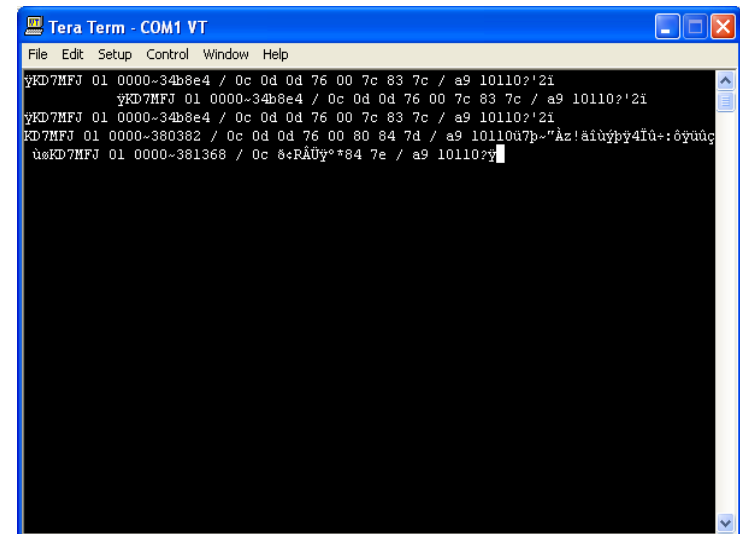 Tera Term - COM1 VT
File Edit Setup Control Window Help
ÿKD7MFJ 01 0000~34b8e4 / 0c 0d 0d 76 00 7c 83 7c / a9 10110?'2ï
ÿKD7MFJ 01 0000~34b8e4 / 0c 0d 0d 76 00 7c 83 7c / a9 10110?'2ï
ÿKD7MFJ 01 0000~34b8e4 / 0c 0d 0d 76 00 7c 83 7c / a9 10110?'2ï
KD7MFJ 01 0000~380382 / 0c 0d 0d 76 00 80 84 7d / a9 10110ü7þ~"Àz!äîùýþÿ4Ïû÷:ôÿüûç
ùøKD7MFJ 01 0000~381368 / 0c ð¢RÂÜÿº*84 7e / a9 10110?ÿ